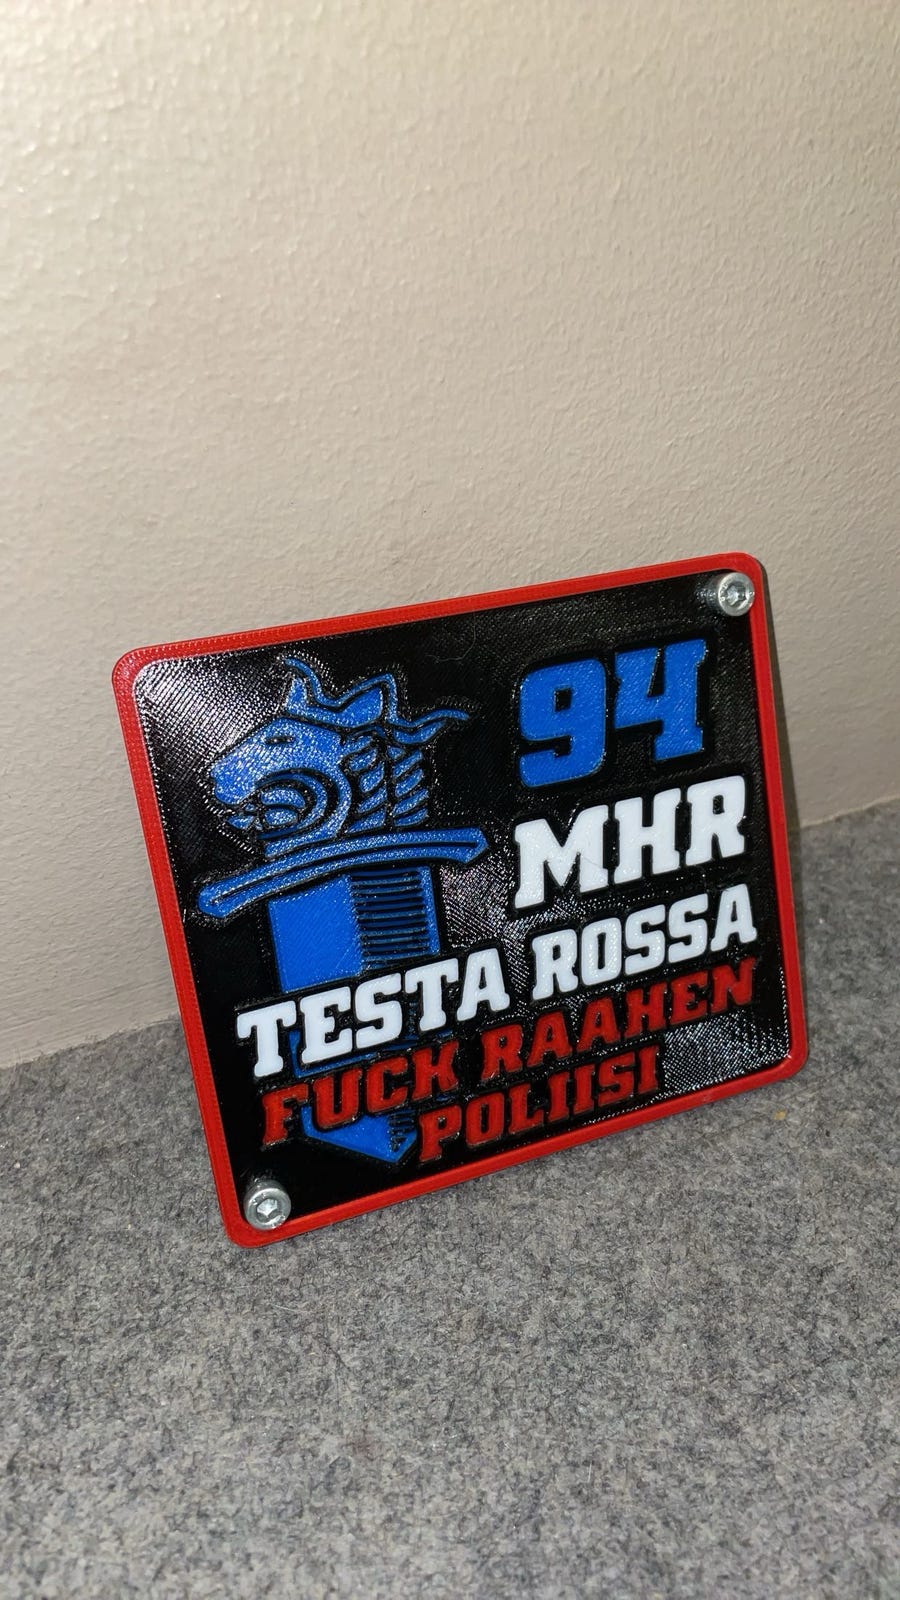 94
MHR
TESTA ROSSA
FUCK RAAHEN
POLIISI